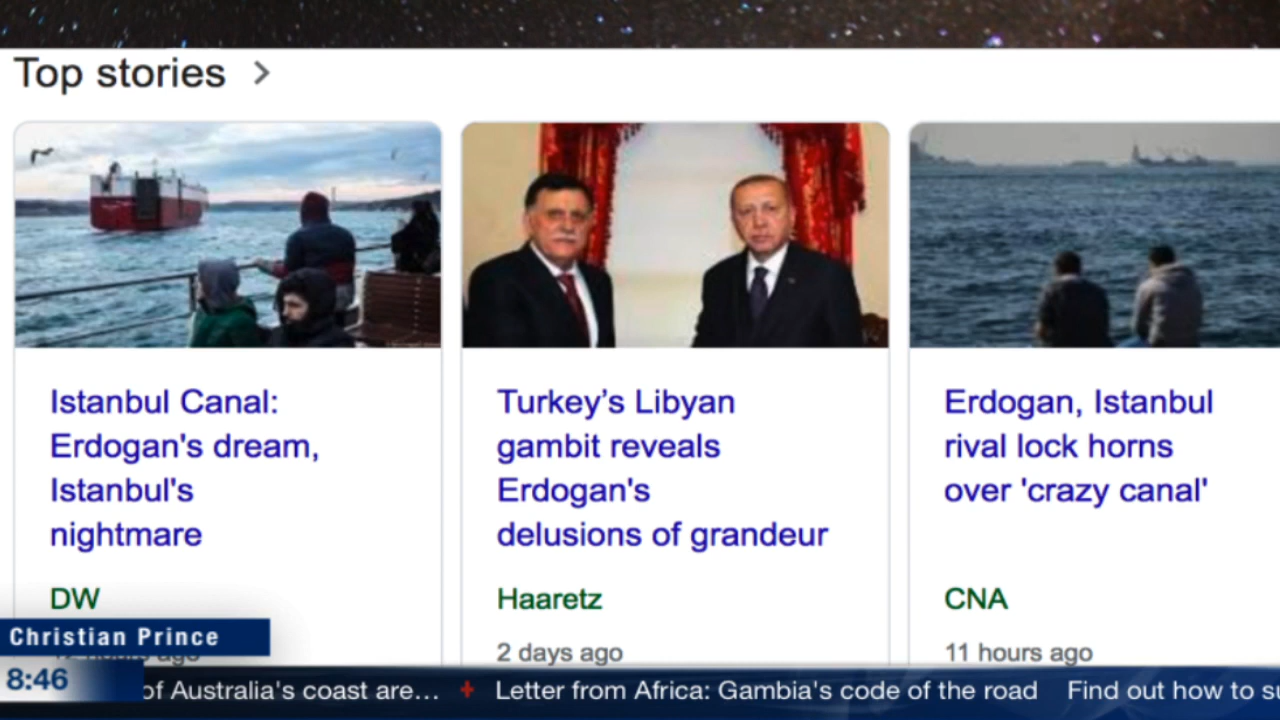 Top stories >
Istanbul Canal:
Erdogan's dream,
Istanbul's
nightmare
DW
Turkey’s Libyan
gambit reveals
Erdogan's
delusions of grandeur
Haaretz
2 days ago
Erdogan, Istanbul
rival lock horns
over 'crazy canal'
CNA
11 hours ago
Christian Prince
8:46
of Australia's coast are... + Letter from Africa: Gambia's code of the road Find out how to